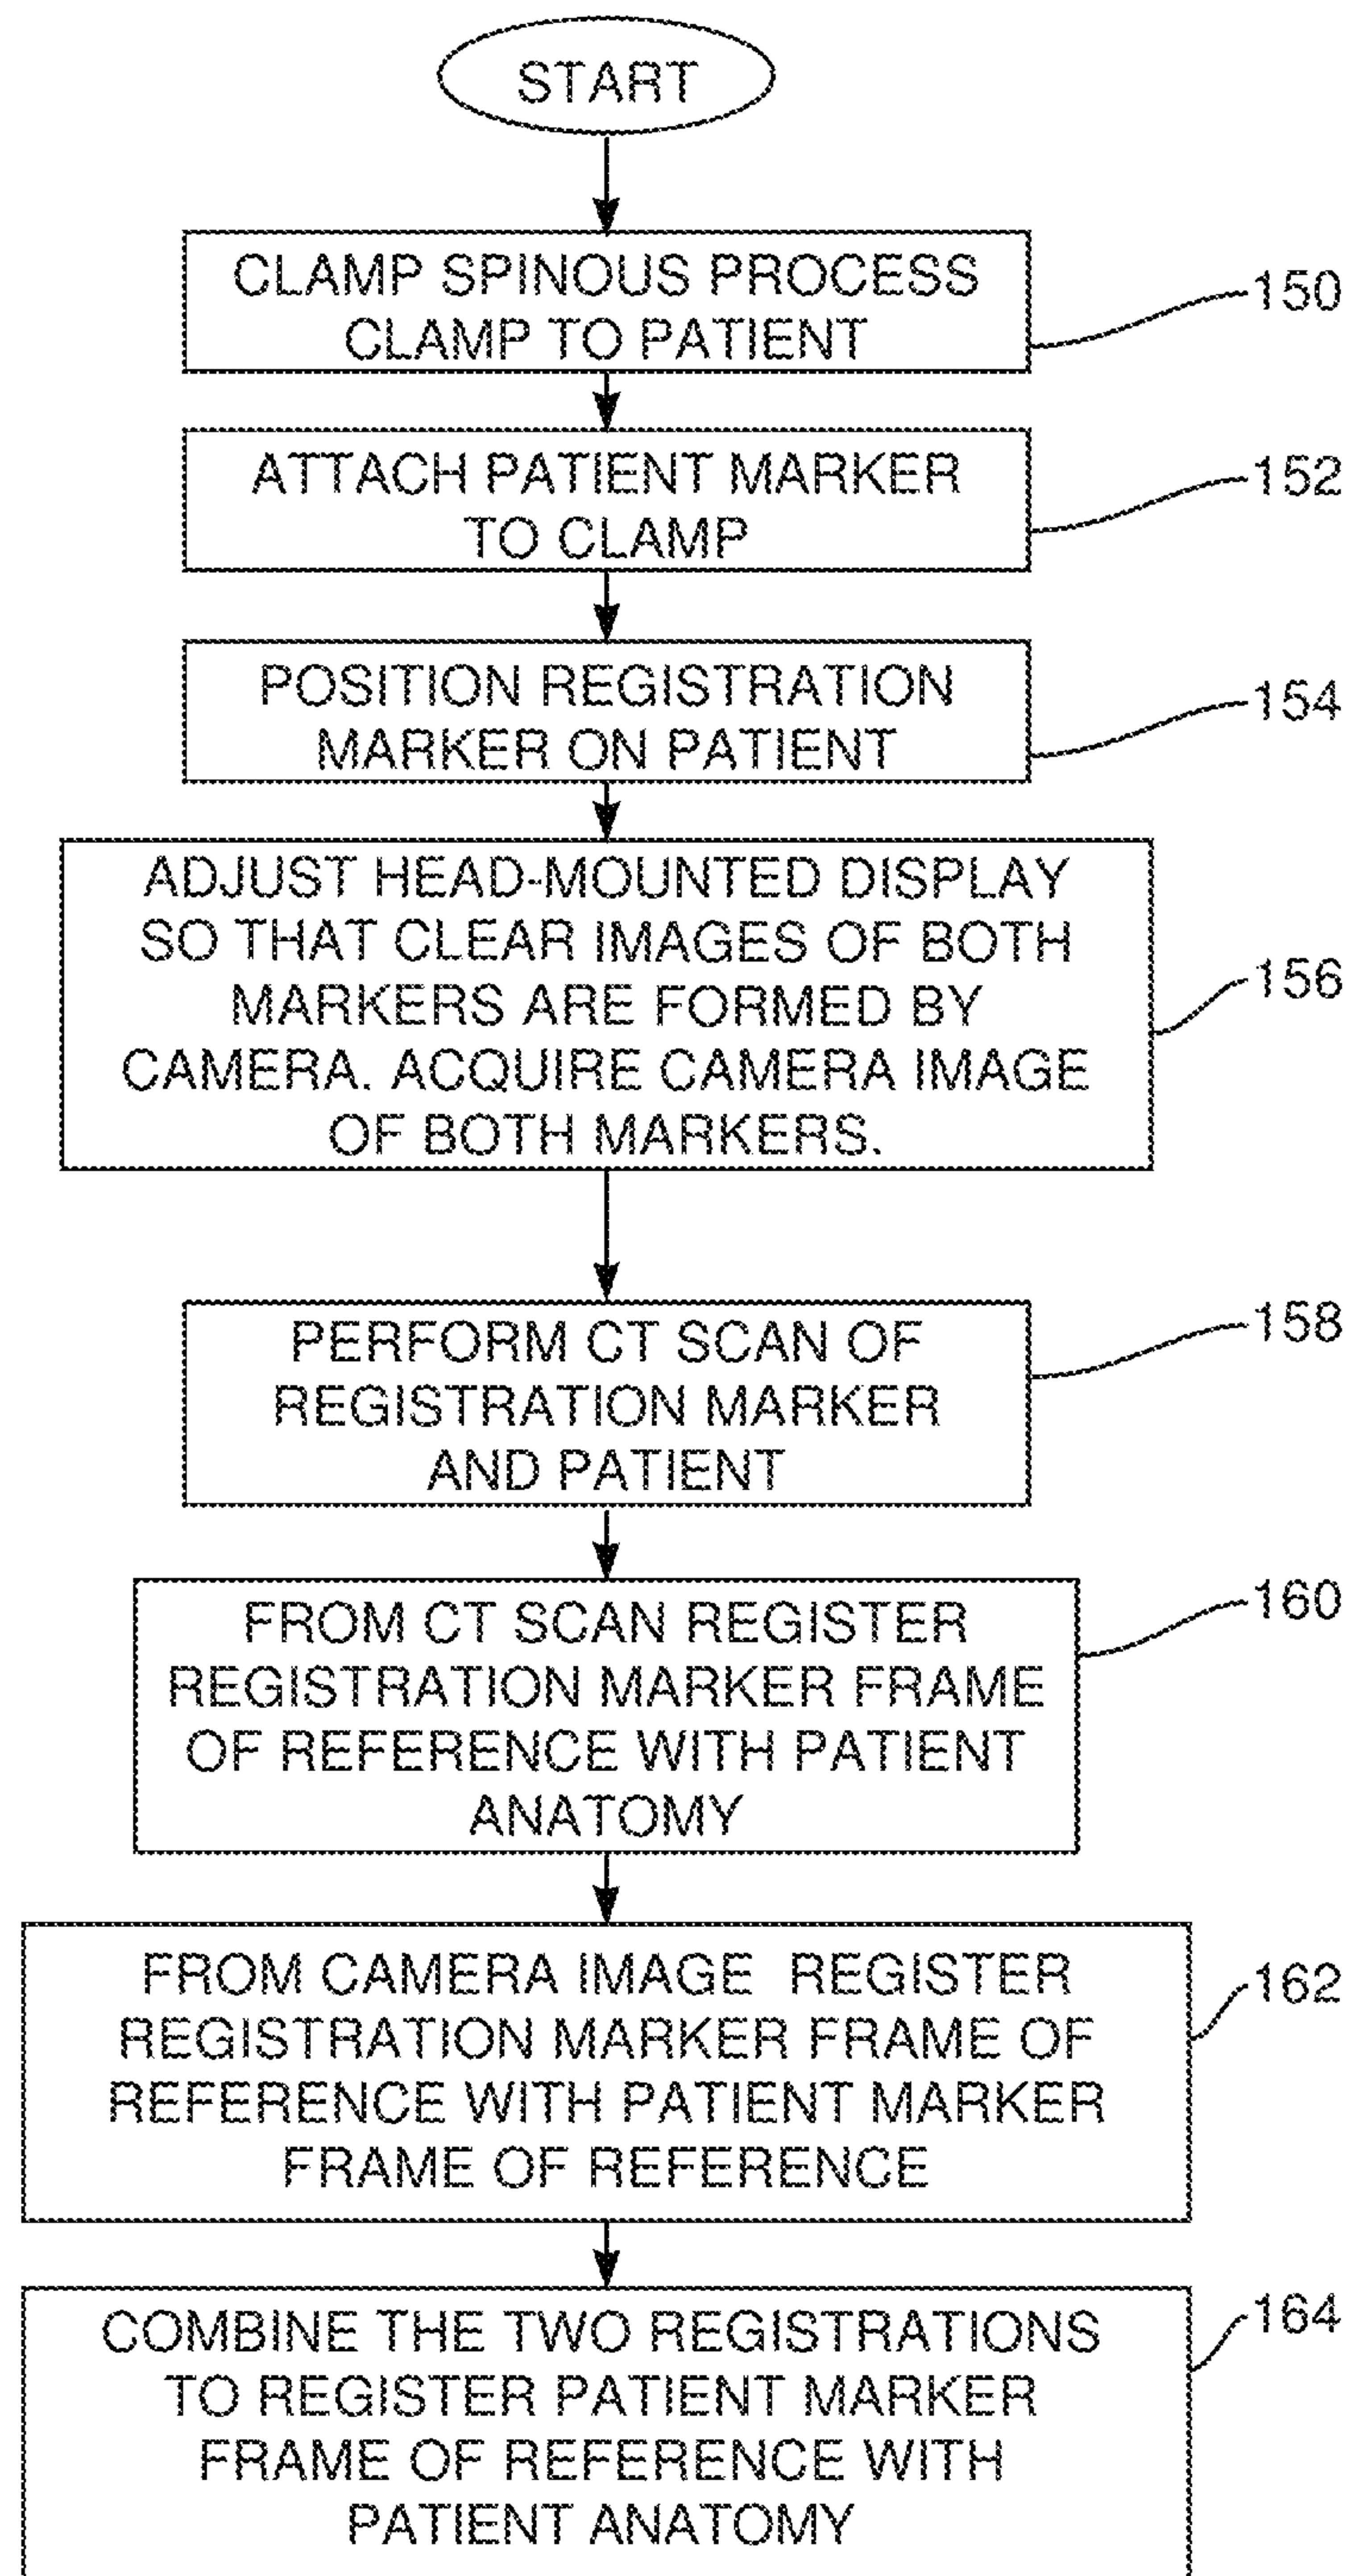 START
CLAMP SPINOUS PROCESS
CLAMP TO PATIENT
150
ATTACH PATIENT MARKER
TO CLAMP
152
POSITION REGISTRATION
MARKER ON PATIENT
154
ADJUST HEAD-MOUNTED DISPLAY
SO THAT CLEAR IMAGES OF BOTH
MARKERS ARE FORMED BY
CAMERA. ACQUIRE CAMERA IMAGE
OF BOTH MARKERS.
156
PERFORM CT SCAN OF
REGISTRATION MARKER
AND PATIENT
158
FROM CT SCAN REGISTER
REGISTRATION MARKER FRAME
OF REFERENCE WITH PATIENT
ANATOMY
160
FROM CAMERA IMAGE REGISTER
REGISTRATION MARKER FRAME OF
REFERENCE WITH PATIENT MARKER
FRAME OF REFERENCE
162
COMBINE THE TWO REGISTRATIONS
TO REGISTER PATIENT MARKER
FRAME OF REFERENCE WITH
PATIENT ANATOMY
164